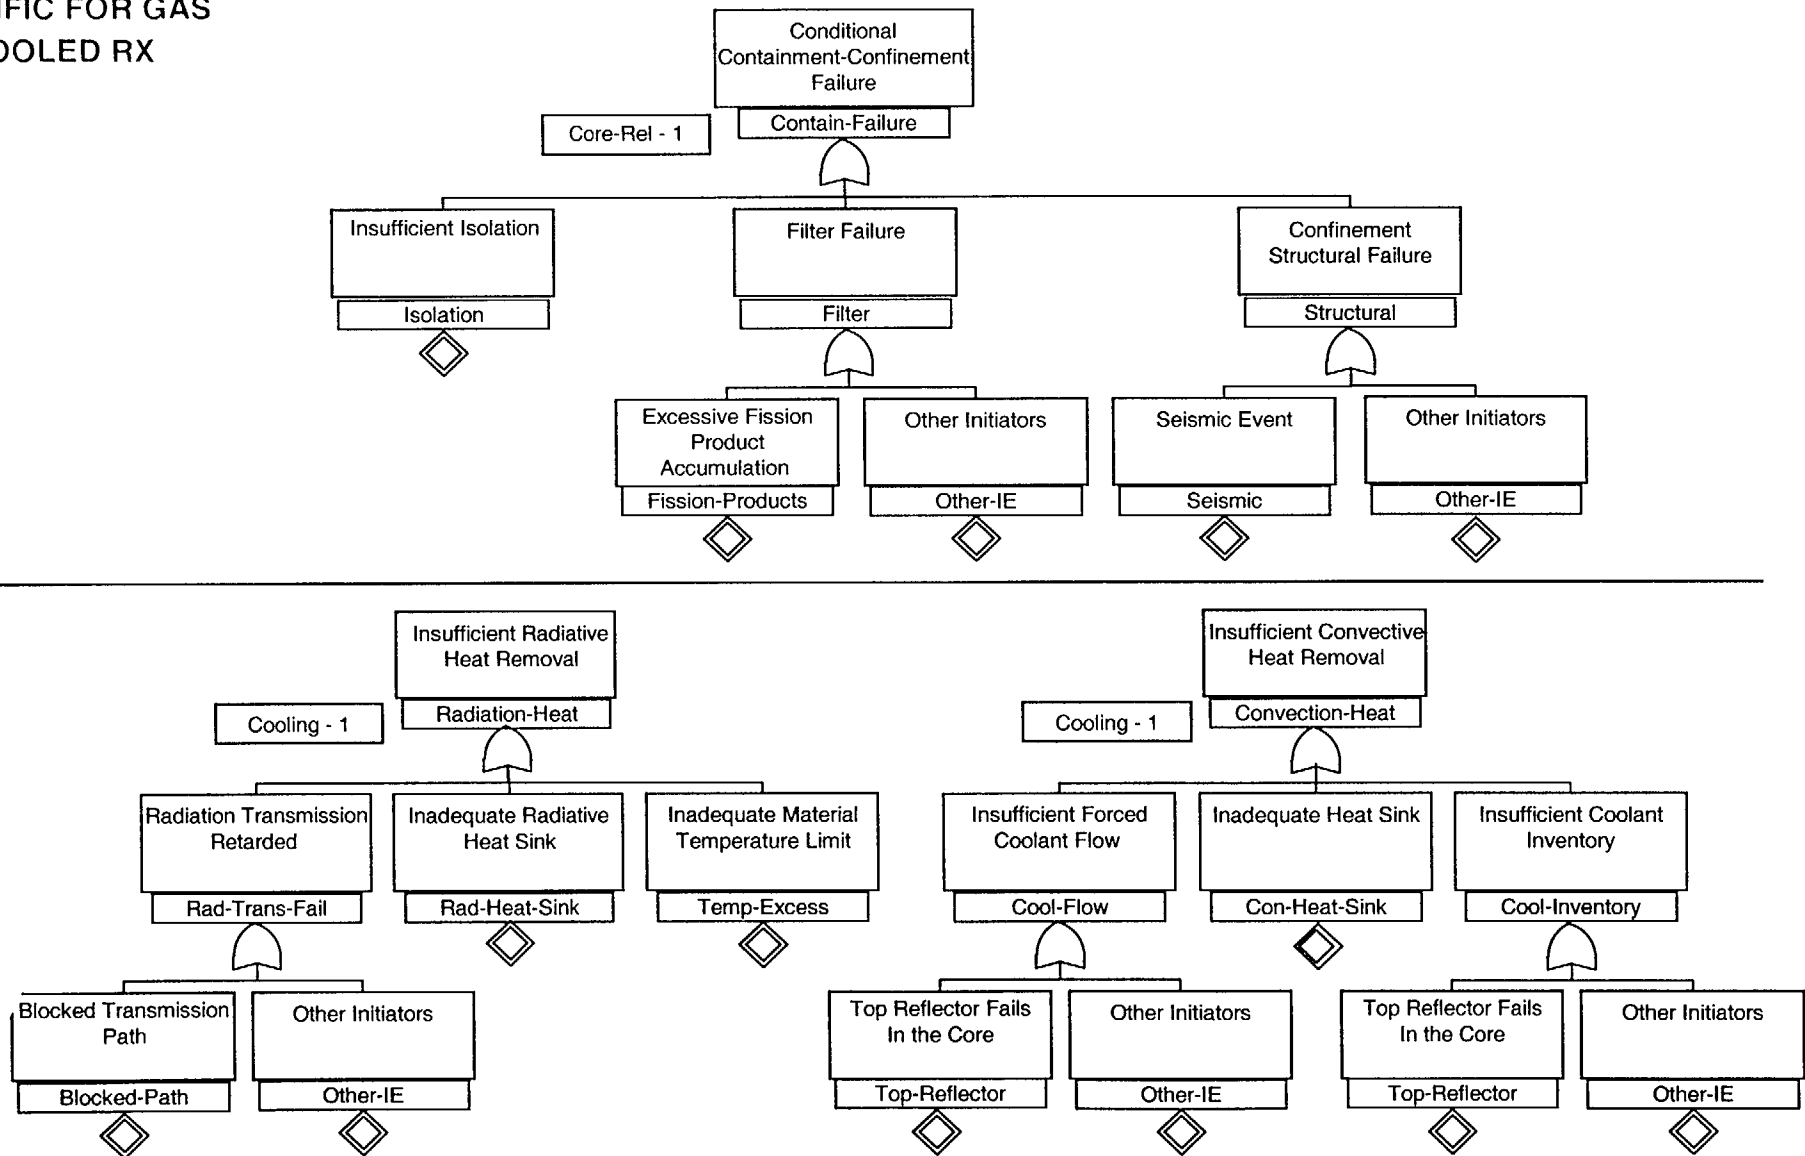 IFIC FOR GAS
OOLED RX
Conditional
Containment-Confinement
Failure
Contain-Failure
Core-Rel - 1
Insufficient Isolation
Isolation
Filter Failure
Filter
Confinement
Structural Failure
Structural
Excessive Fission
Product
Accumulation
Fission-Products
Other Initiators
Other-IE
Seismic Event
Seismic
Other Initiators
Other-IE
Insufficient Radiative
Heat Removal
Radiation-Heat
Cooling - 1
Radiation Transmission
Retarded
Rad-Trans-Fail
Inadequate Radiative
Heat Sink
Rad-Heat-Sink
Inadequate Material
Temperature Limit
Temp-Excess
Blocked Transmission
Path
Blocked-Path
Other Initiators
Other-IE
Insufficient Convective
Heat Removal
Convection-Heat
Cooling - 1
Insufficient Forced
Coolant Flow
Cool-Flow
Inadequate Heat Sink
Con-Heat-Sink
Insufficient Coolant
Inventory
Cool-Inventory
Top Reflector Fails
In the Core
Top-Reflector
Other Initiators
Other-IE
Top Reflector Fails
In the Core
Top-Reflector
Other Initiators
Other-IE